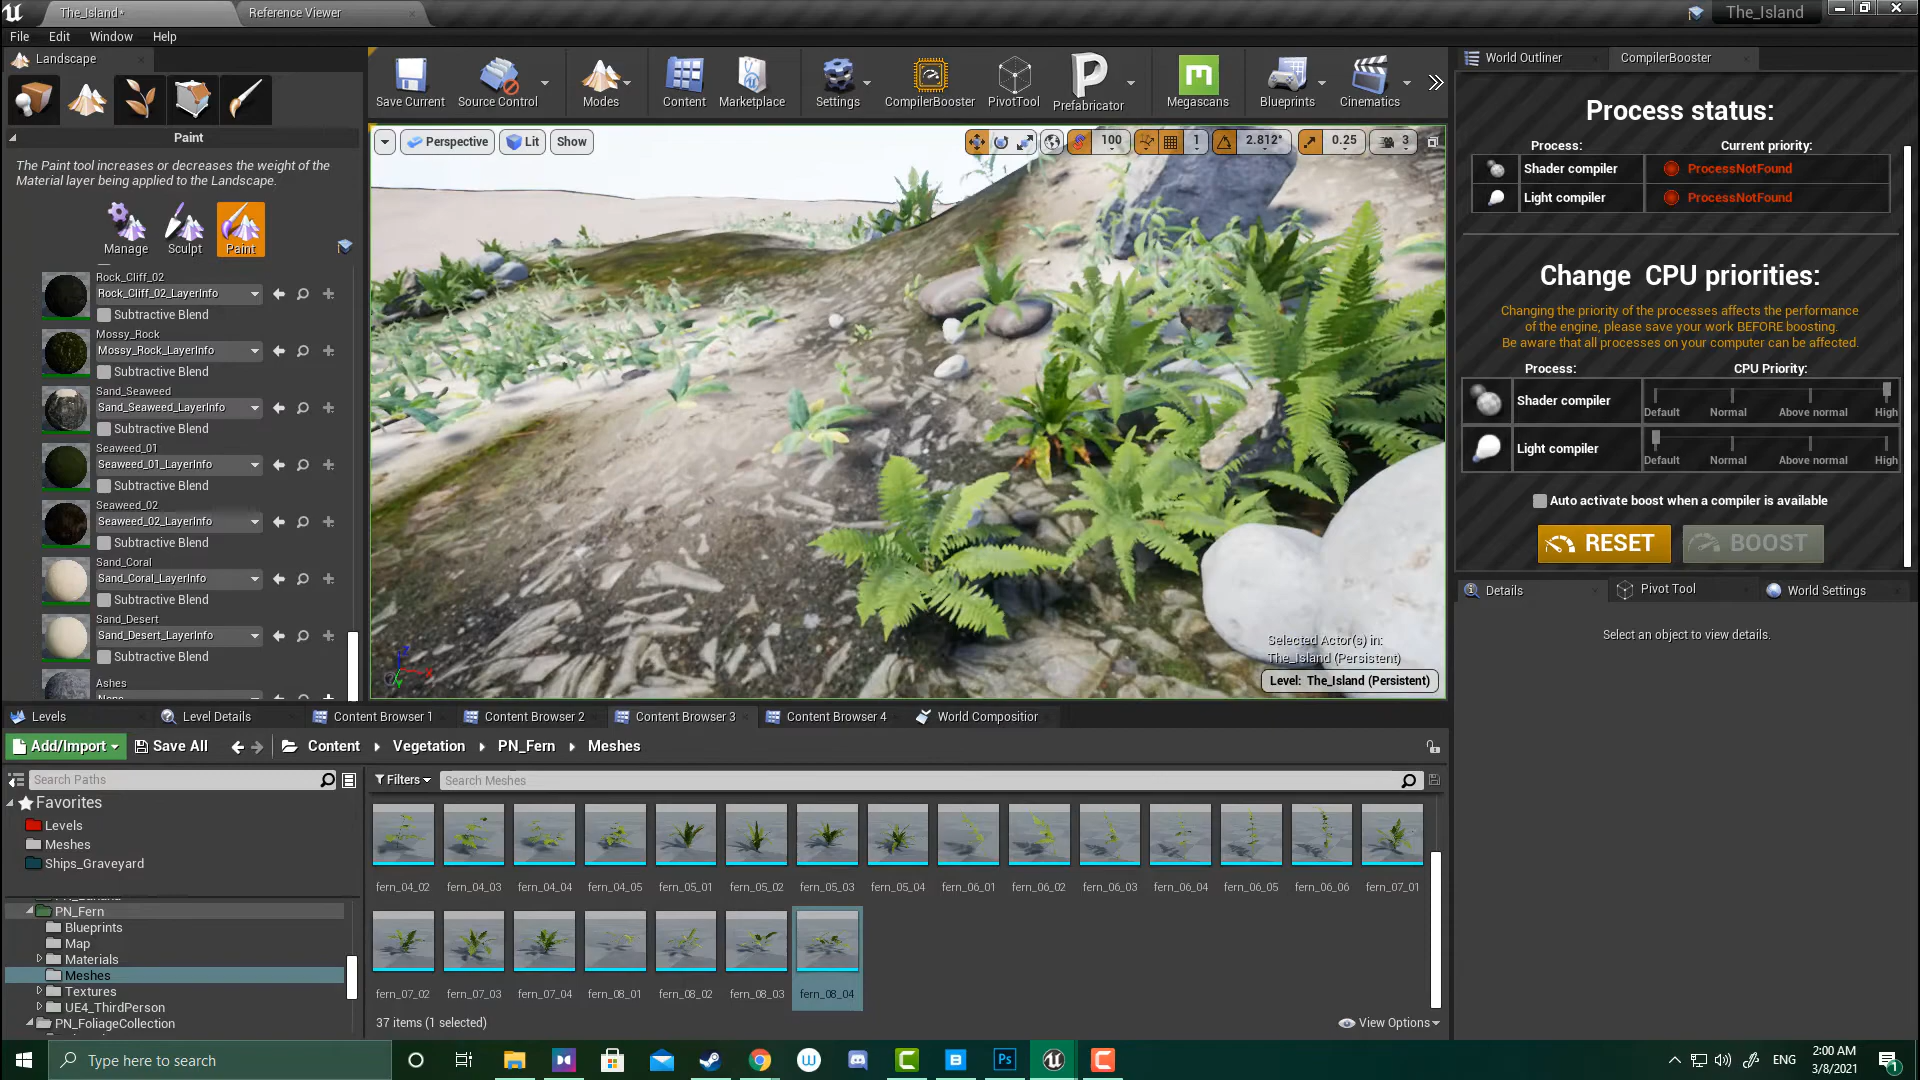 The_Island*
Reference Viewer
The_Island
File
Edit
Window
Help
Landscape
Save Current
Source Control
Modes
Content
Marketplace
Settings
CompilerBooster
PivotTool
Prefabricator
Megascans
Blueprints
Cinematics
World Outliner
CompilerBooster
Paint
The Paint tool increases or decreases the weight of the
Material layer being applied to the Landscape.
Manage
Sculpt
Paint
Rock_Cliff_02
Rock_Cliff_02_LayerInfo
Subtractive Blend
Mossy_Rock
Mossy_Rock_LayerInfo
Subtractive Blend
Sand_Seaweed
Sand_Seaweed_LayerInfo
Subtractive Blend
Seaweed_01
Seaweed_01_LayerInfo
Subtractive Blend
Seaweed_02
Seaweed_02_LayerInfo
Subtractive Blend
Sand_Coral
Sand_Coral_LayerInfo
Subtractive Blend
Sand_Desert
Sand_Desert_LayerInfo
Subtractive Blend
Ashes
None
Perspective
Lit
Show
100
1
2.812°
0.25
3
Selected Actor(s) in:
The_Island (Persistent)
Level: The_Island (Persistent)
Process status:
Process:
Current priority:
Shader compiler
ProcessNotFound
Light compiler
ProcessNotFound
Change CPU priorities:
Changing the priority of the processes affects the performance
of the engine, please save your work BEFORE boosting.
Be aware that all processes on your computer can be affected.
Process:
CPU Priority:
Shader compiler
Default
Normal
Above normal
High
Light compiler
Default
Normal
Above normal
High
Auto activate boost when a compiler is available
RESET
BOOST
Details
Pivot Tool
World Settings
Select an object to view details.
Levels
Level Details
Content Browser 1
Content Browser 2
Content Browser 3
Content Browser 4
World Compositior
Add/Import
Save All
Content
Vegetation
PN_Fern
Meshes
Search Paths
Filters
Search Meshes
Favorites
Levels
Meshes
Ships_Graveyard
PN_Fern
Blueprints
Map
Materials
Meshes
Textures
UE4_ThirdPerson
PN_FoliageCollection
fern_04_02
fern_04_03
fern_04_04
fern_04_05
fern_05_01
fern_05_02
fern_05_03
fern_05_04
fern_06_01
fern_06_02
fern_06_03
fern_06_04
fern_06_05
fern_06_06
fern_07_01
fern_07_02
fern_07_03
fern_07_04
fern_08_01
fern_08_02
fern_08_03
fern_08_04
37 items (1 selected)
View Options
Type here to search
Ps
ENG
2:00 AM
3/8/2021